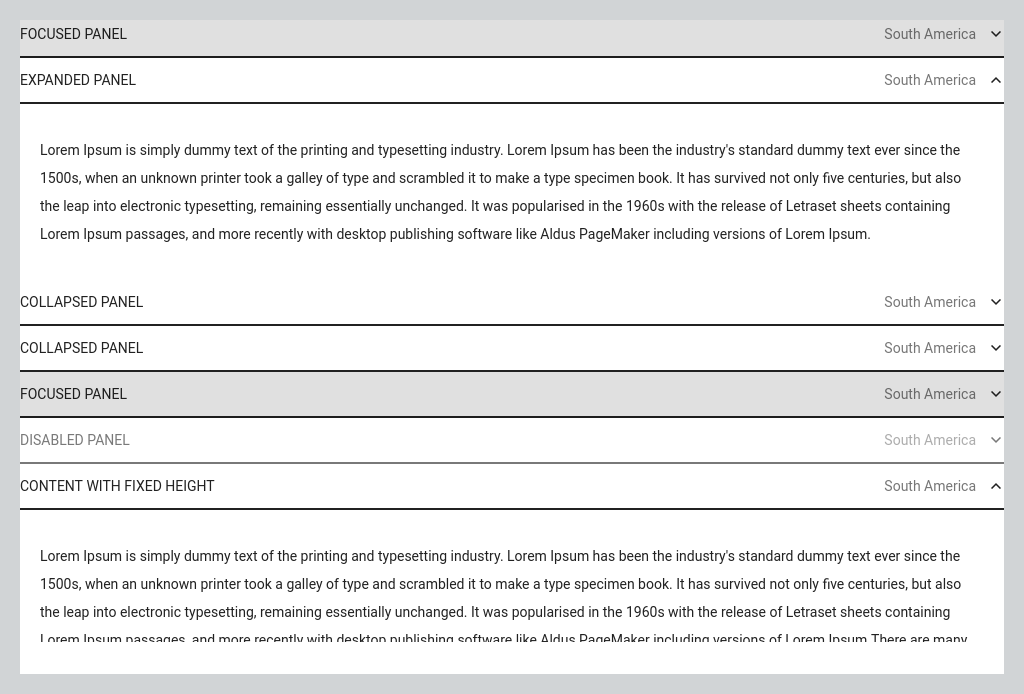 FOCUSED PANEL South America
EXPANDED PANEL South America
Lorem Ipsum is simply dummy text of the printing and typesetting industry. Lorem Ipsum has been the industry's standard dummy text ever since the
1500s, when an unknown printer took a galley of type and scrambled it to make a type specimen book. It has survived not only five centuries, but also
the leap into electronic typesetting, remaining essentially unchanged. It was popularised in the 1960s with the release of Letraset sheets containing
Lorem Ipsum passages, and more recently with desktop publishing software like Aldus PageMaker including versions of Lorem Ipsum.
COLLAPSED PANEL South America
COLLAPSED PANEL South America
FOCUSED PANEL South America
DISABLED PANEL South America
CONTENT WITH FIXED HEIGHT South America
Lorem Ipsum is simply dummy text of the printing and typesetting industry. Lorem Ipsum has been the industry's standard dummy text ever since the
1500s, when an unknown printer took a galley of type and scrambled it to make a type specimen book. It has survived not only five centuries, but also
the leap into electronic typesetting, remaining essentially unchanged. It was popularised in the 1960s with the release of Letraset sheets containing
Lorem Ipsum passages, and more recently with desktop publishing software like Aldus PageMaker including versions of Lorem Ipsum.There are many